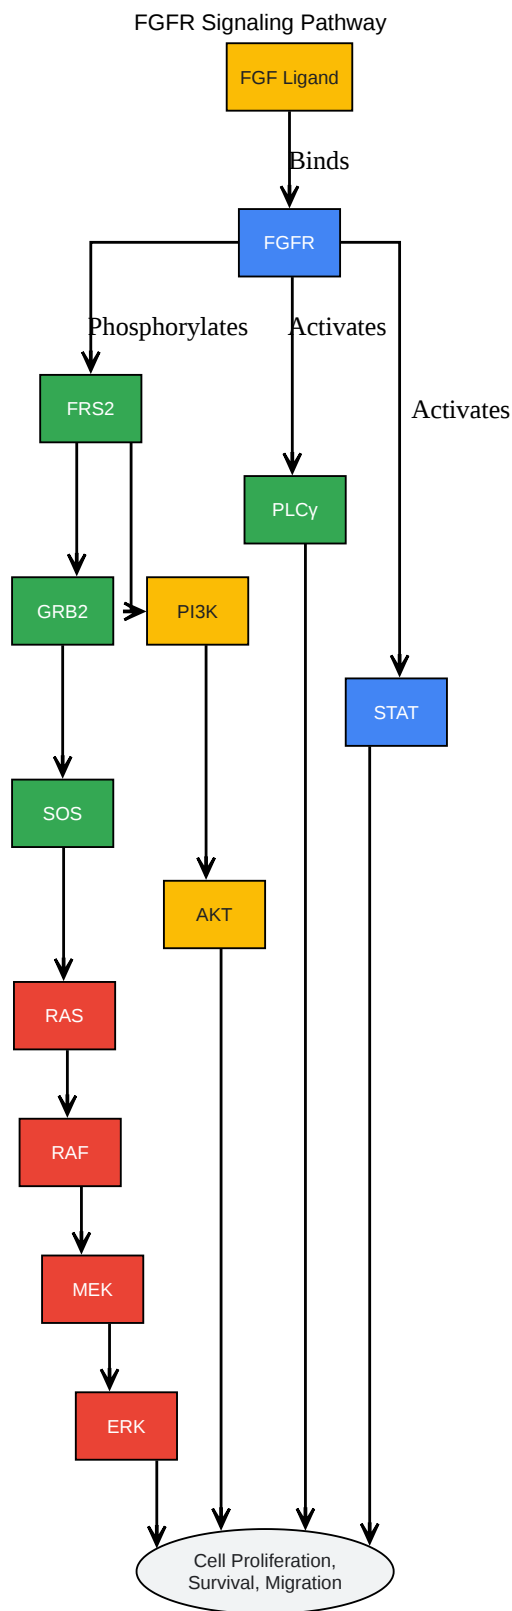 FGFR Signaling Pathway
FGF Ligand
Binds
FGFR
Phosphorylates
Activates
FRS2
Activates
PLCγ
GRB2
PI3K
STAT
SOS
AKT
RAS
RAF
MEK
ERK
Cell Proliferation,
Survival, Migration